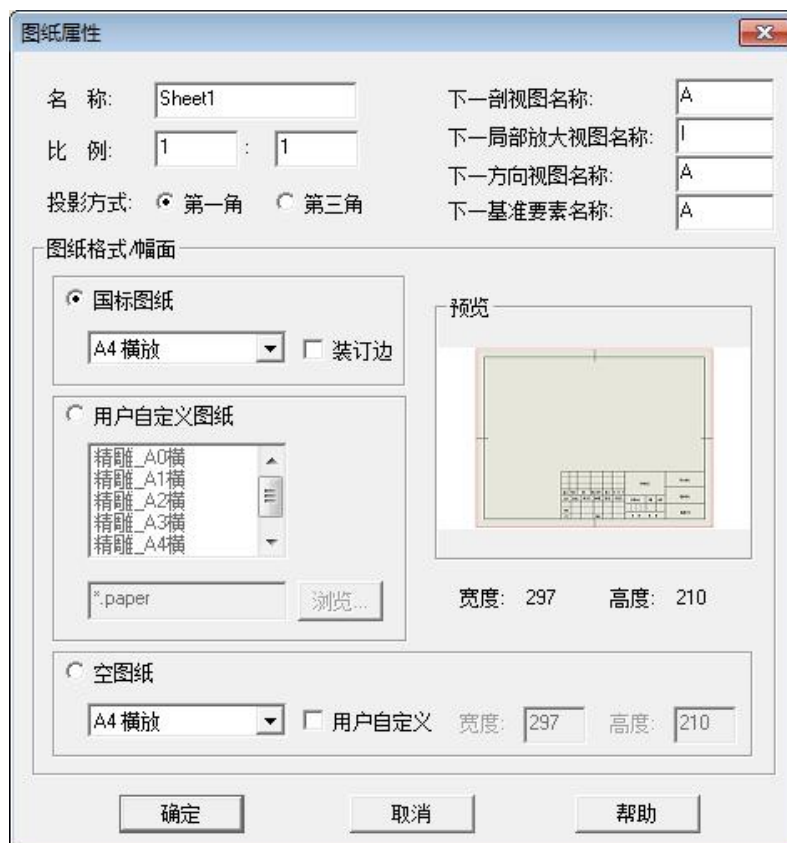 图纸属性
名 称: Sheet1
比 例: 1 : 1
投影方式: 第一角 第三角
下一剖视图名称: A
下一局部放大视图名称: I
下一方向视图名称: A
下一基准要素名称: A
图纸格式/幅面
国标图纸
A4 横放 装订边
用户自定义图纸
精雕_A0横
精雕_A1横
精雕_A2横
精雕_A3横
精雕_A4横
*.paper 浏览...
预览
宽度: 297 高度: 210
空图纸
A4 横放 用户自定义 宽度: 297 高度: 210
确定 取消 帮助